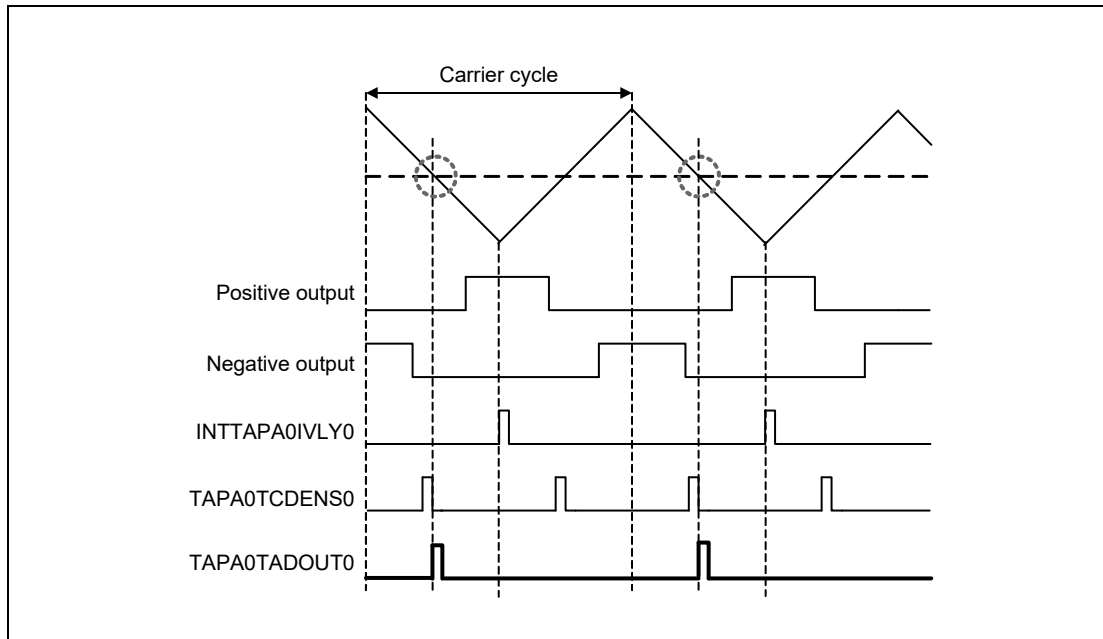 Carrier cycle
Positive output
Negative output
INTTAPA0IVLY0
TAPA0TCDENS0
TAPA0TADOUT0